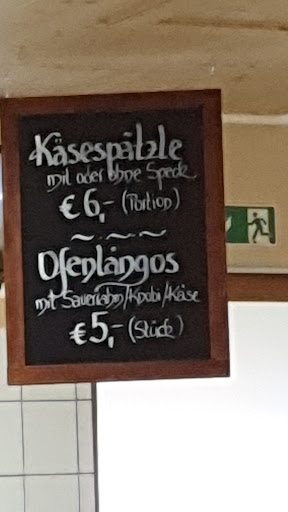 Käsespätzle
mit oder ohne Speck
€ 6,- (Portion)
~ ~ ~
Ofenlángos
mit Sauerrahm/Knobi/Käse
€ 5,- (Stück)